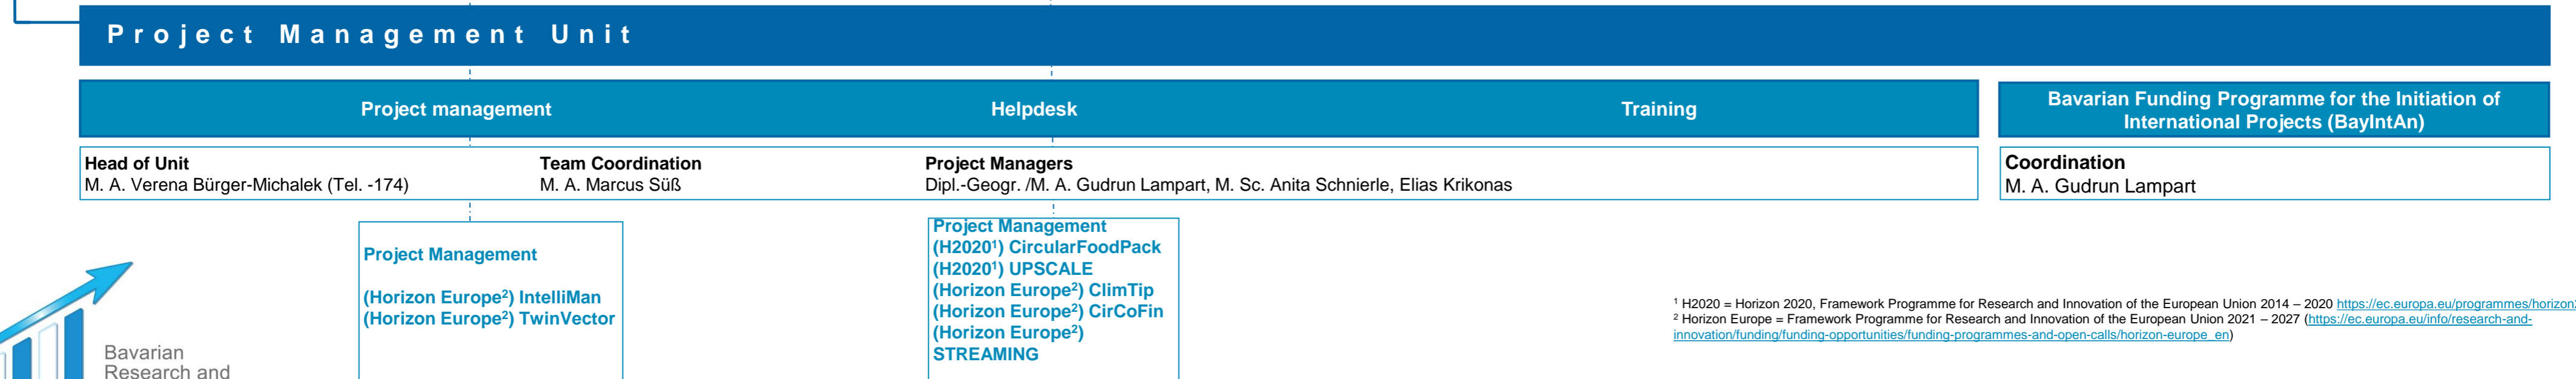 Project Management Unit
Project management
Helpdesk
Training
Bavarian Funding Programme for the Initiation of
International Projects (BayIntAn)
Head of Unit
M. A. Verena Bürger-Michalek (Tel. -174)
Team Coordination
M. A. Marcus Süß
Project Managers
Dipl.-Geogr. /M. A. Gudrun Lampart, M. Sc. Anita Schnierle, Elias Krikonas
Coordination
M. A. Gudrun Lampart
Project Management
(Horizon Europe²) IntelliMan
(Horizon Europe²) TwinVector
Project Management
(H2020¹) CircularFoodPack
(H2020¹) UPSCALE
(Horizon Europe²) ClimTip
(Horizon Europe²) CirCoFin
(Horizon Europe²)
STREAMING
¹ H2020 = Horizon 2020, Framework Programme for Research and Innovation of the European Union 2014 – 2020 https://ec.europa.eu/programmes/horizon2
² Horizon Europe = Framework Programme for Research and Innovation of the European Union 2021 – 2027 (https://ec.europa.eu/info/research-and-
innovation/funding/funding-opportunities/funding-programmes-and-open-calls/horizon-europe_en)
Bavarian
Research and